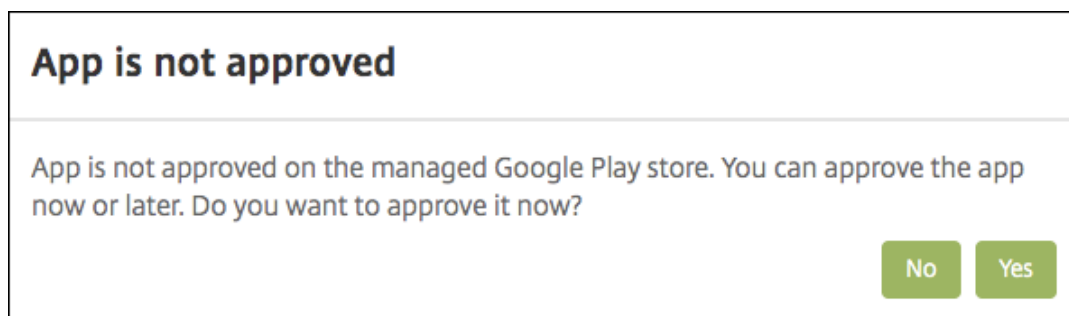 App is not approved
App is not approved on the managed Google Play store. You can approve the app
now or later. Do you want to approve it now?
No Yes